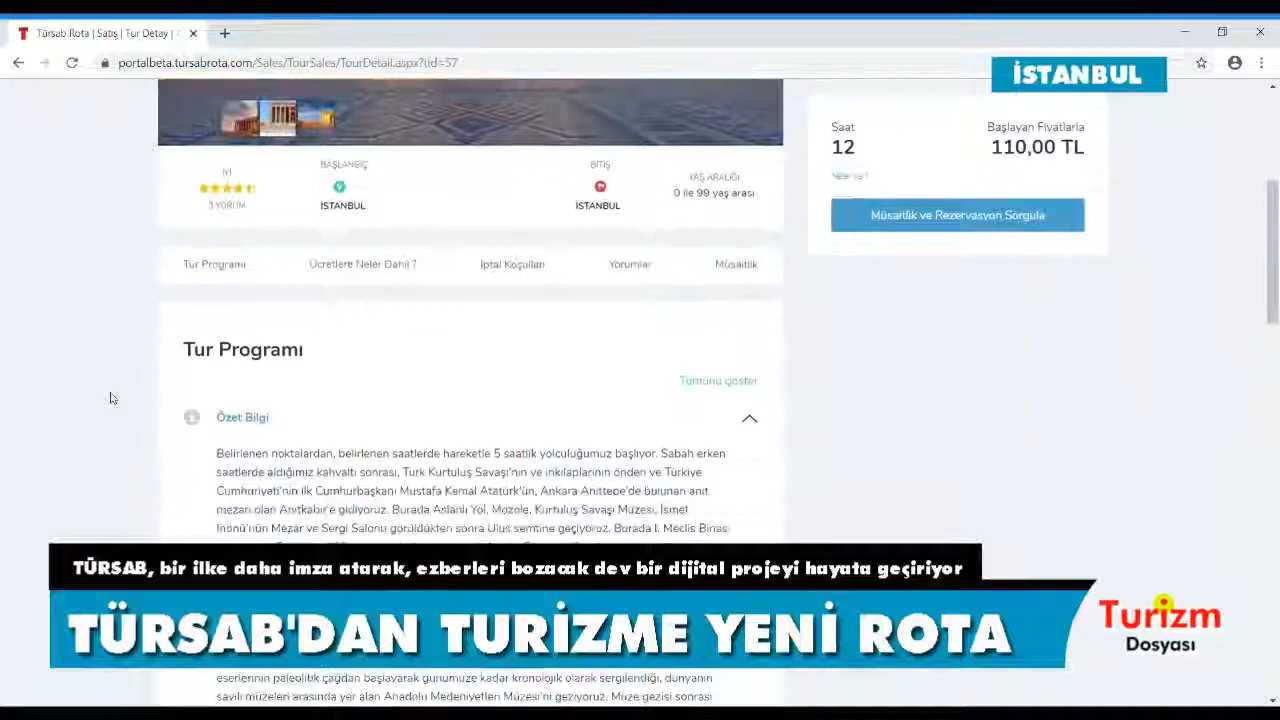 Türsab Rota | Satış | Tur Detay |
portalbeta.tursabrota.com/Sales/TourSales/TourDetail.aspx?tid=57
İSTANBUL
Saat
Başlayan Fiyatlarla
12
110,00 TL
Müsaitlik ve Rezervasyon Sorgula
İYİ
3 YORUM
BAŞLANGIÇ
İSTANBUL
BİTİŞ
İSTANBUL
YAŞ ARALIĞI
0 ile 99 yaş arası
Tur Programı
Ücretlere Neler Dahil ?
İptal Koşulları
Yorumlar
Müsaitlik
Tur Programı
Tümünü göster
Özet Bilgi
Belirlenen noktalardan, belirlenen saatlerde hareketle 5 saatlik yolculuğumuz başlıyor. Sabah erken
saatlerde aldığımız kahvaltı sonrası, Türk Kurtuluş Savaşı'nın ve inkılaplarının önderi ve Türkiye
Cumhuriyeti'nin ilk Cumhurbaşkanı Mustafa Kemal Atatürk'ün, Ankara Anıttepe'de bulunan anıt
mezarı olan Anıtkabir'e gidiyoruz. Burada Aslanlı Yol, Mozole, Kurtuluş Savaşı Müzesi, İsmet
İnönü'nün Mezar ve Sergi Salonu görüldükten sonra Ulus semtine geçiyoruz. Burada I. Meclis Binası
TÜRSAB, bir ilke daha imza atarak, ezberleri bozacak dev bir dijital projeyi hayata geçiriyor
TÜRSAB'DAN TURİZME YENİ ROTA
Turizm
Dosyası
eserlerinin paleolitik çağdan başlayarak günümüze kadar kronolojik olarak sergilendiği, dünyanın
sayılı müzeleri arasında yer alan Anadolu Medeniyetleri Müzesi'ni geziyoruz. Müze gezisi sonrası